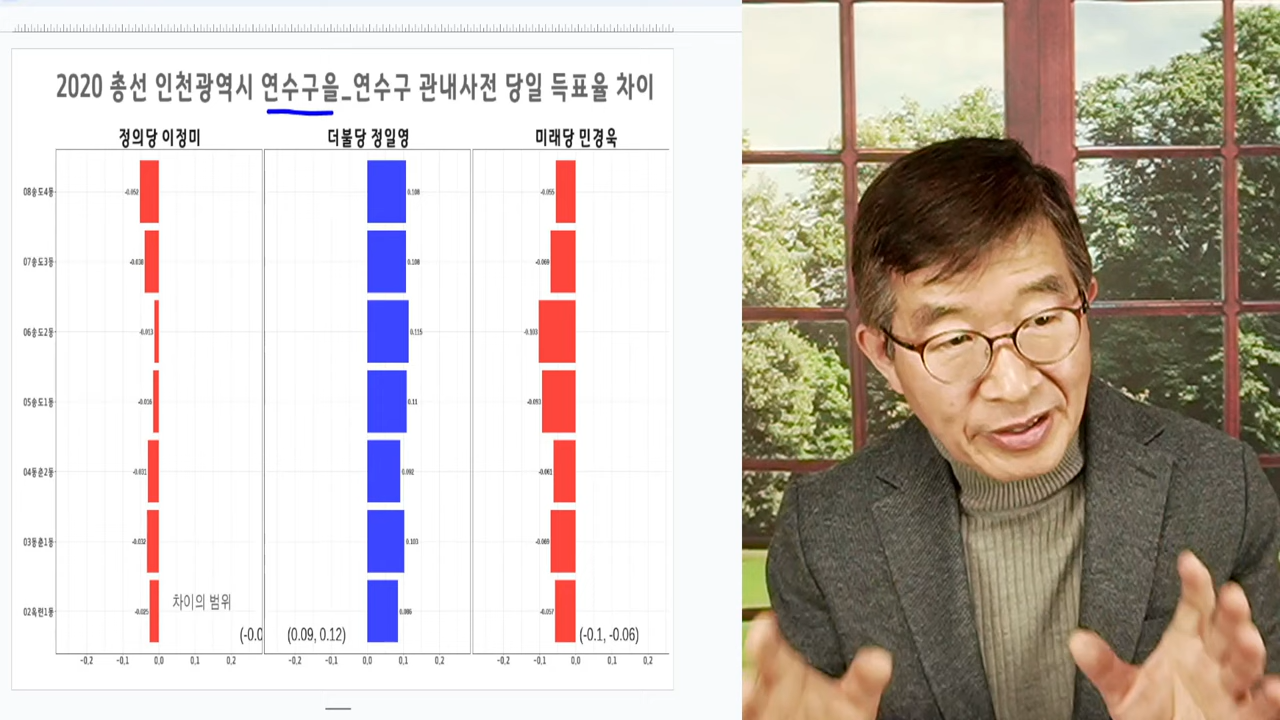 2020 총선 인천광역시 연수구을_연수구 관내사전 당일 득표율 차이
정의당 이정미
더불당 정일영
미래당 민경욱
08송도4동
-0.052
0.108
-0.055
07송도3동
-0.038
0.108
-0.069
06송도2동
-0.013
0.115
-0.103
05송도1동
-0.016
0.11
-0.093
04동춘2동
-0.031
0.092
-0.061
03동춘1동
-0.032
0.103
-0.069
02옥련1동
-0.025
0.086
-0.057
차이의 범위
(-0.0
(0.09, 0.12)
(-0.1, -0.06)
-0.2 -0.1 0.0 0.1 0.2
-0.2 -0.1 0.0 0.1 0.2
-0.2 -0.1 0.0 0.1 0.2